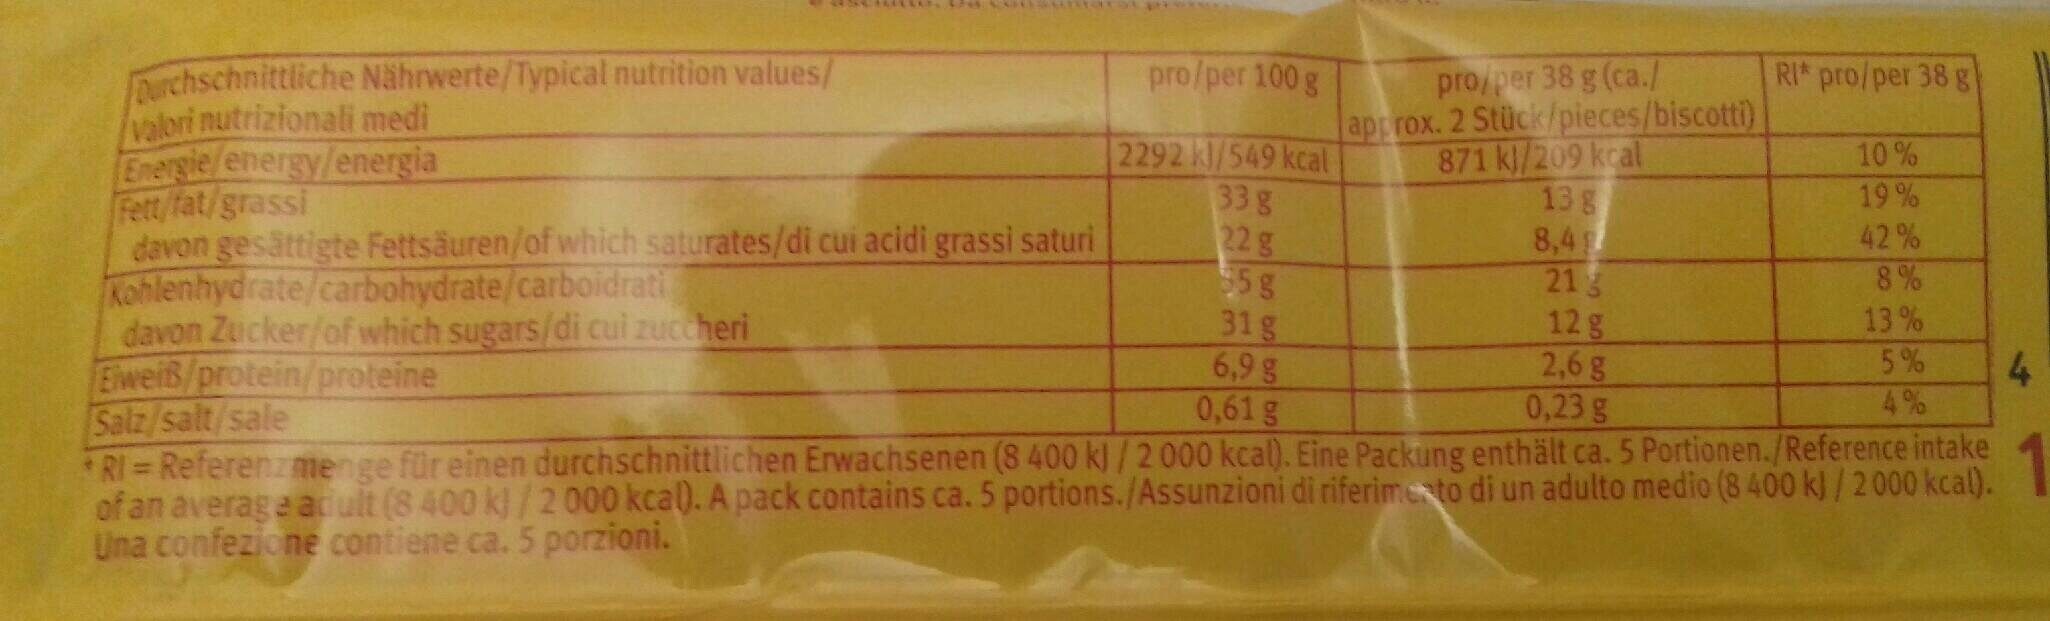 Durchschnittliche Nährwerte/Typical nutrition values/
Valori nutrizionali medi
pro/per 100 g
pro/per 38 g (ca./
approx. 2 Stück/pieces/biscotti)
RI* pro/per 38 g
Energie/energy/energia 2292 kJ/549 kcal 871 kJ/209 kcal 10 %
Fett/fat/grassi 33 g 13 g 19 %
davon gesättigte Fettsäuren/of which saturates/di cui acidi grassi saturi 22 g 8,4 g 42 %
Kohlenhydrate/carbohydrate/carboidrati 55 g 21 g 8 %
davon Zucker/of which sugars/di cui zuccheri 31 g 12 g 13 %
Eiweiß/protein/proteine 6,9 g 2,6 g 5 %
Salz/salt/sale 0,61 g 0,23 g 4 %
* RI = Referenzmenge für einen durchschnittlichen Erwachsenen (8 400 kJ / 2 000 kcal). Eine Packung enthält ca. 5 Portionen./Reference intake
of an average adult (8 400 kJ / 2 000 kcal). A pack contains ca. 5 portions./Assunzioni di riferimento di un adulto medio (8 400 kJ / 2 000 kcal).
Una confezione contiene ca. 5 porzioni.
4
1